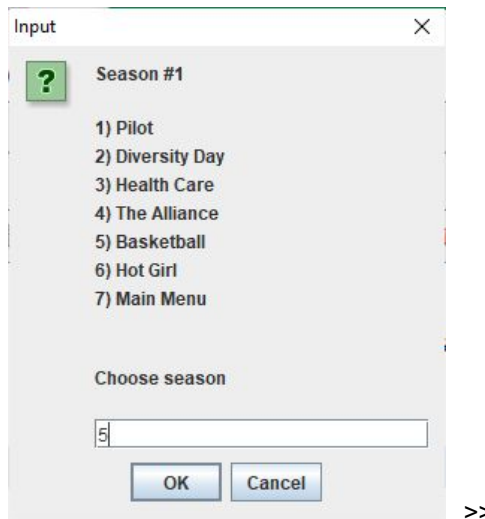 Input
Season #1
1) Pilot
2) Diversity Day
3) Health Care
4) The Alliance
5) Basketball
6) Hot Girl
7) Main Menu
Choose season
5
OK Cancel
>>